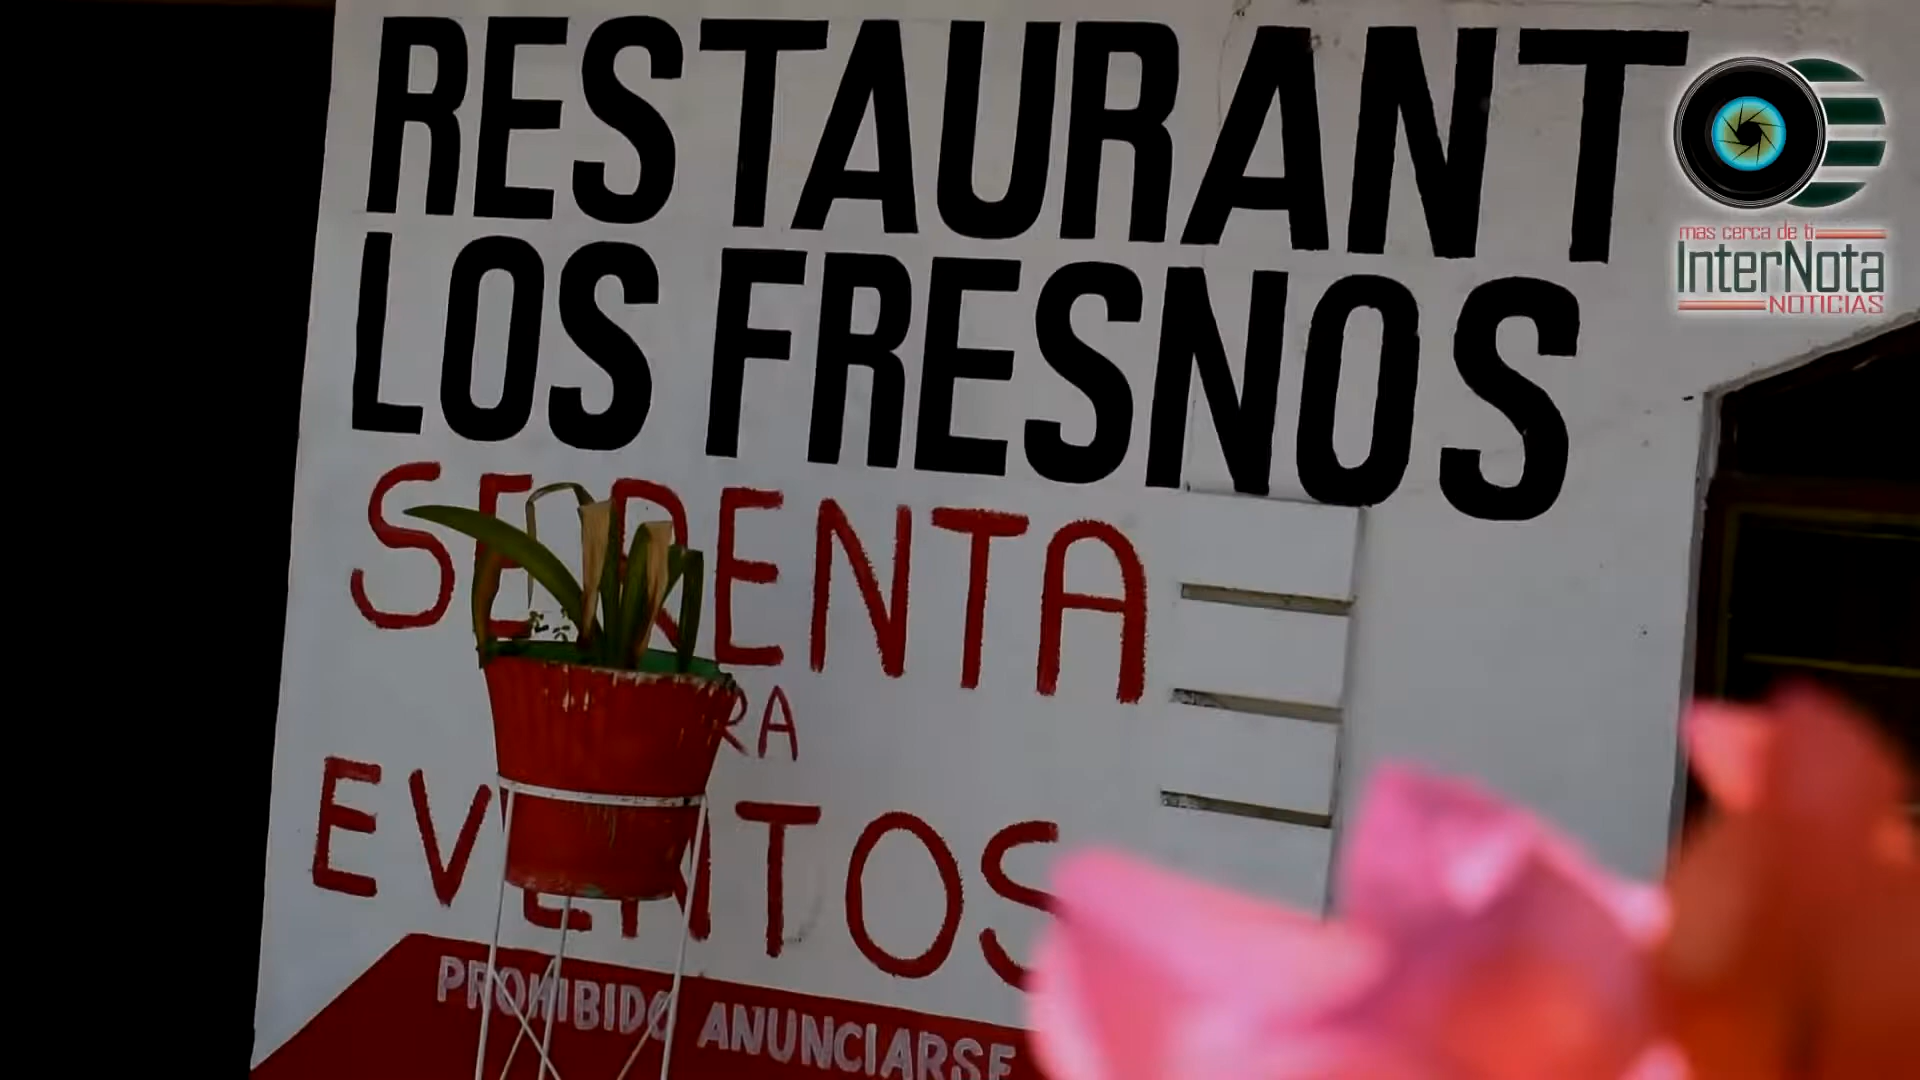 RESTAURANT
LOS FRESNOS
SE RENTA
EVENTOS
PROHIBIDO ANUNCIARSE
mas cerca de ti
InterNota
NOTICIAS